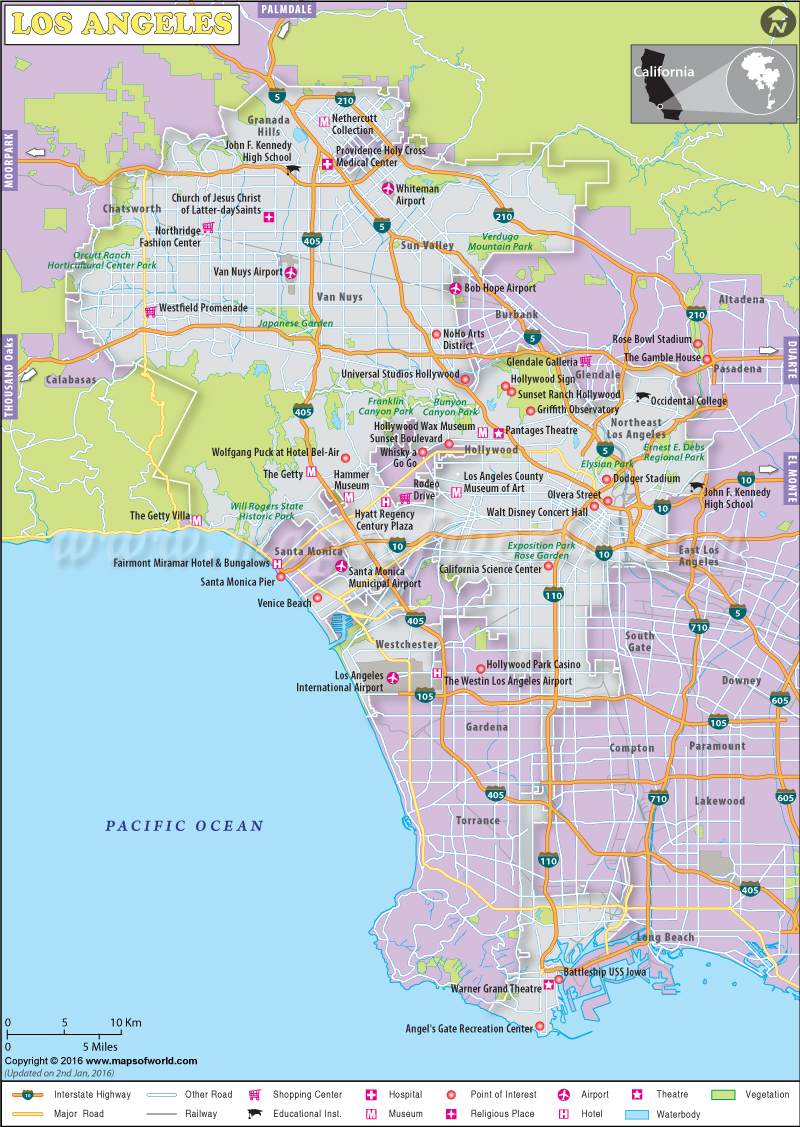 PALMDALE
LOS ANGELES
N
California
MOORPARK
5
210
Granada
Hills
Nethercutt
Collection
M
John F. Kennedy
High School
Providence Holy Cross
Medical Center
Whiteman
Airport
Chatsworth
Church of Jesus Christ
of Latter-daySaints
Northridge
Fashion Center
405
5
210
Sun Valley
Verdugo
Mountain Park
Orcutt Ranch
Horticultural Center Park
Van Nuys Airport
Bob Hope Airport
Van Nuys
Altadena
Westfield Promenade
Burbank
210
Japanese Garden
NoHo Arts
District
5
Rose Bowl Stadium
DUARTE
THOUSAND Oaks
Glendale Galleria
The Gamble House
Pasadena
Calabasas
Universal Studios Hollywood
Glendale
Hollywood Sign
Sunset Ranch Hollywood
Occidental College
405
Franklin
Canyon Park
Runyon
Canyon Park
Griffith Observatory
Northeast
Los Angeles
Hollywood Wax Museum
M
Pantages Theatre
Sunset Boulevard
Wolfgang Puck at Hotel Bel-Air
Whisky a
Go Go
Hollywood
5
Ernest E. Debs
Regional Park
EL MONTE
Elysian Park
The Getty
M
Hammer
Museum
M
Rodeo
Drive
Los Angeles County
Museum of Art
M
Dodger Stadium
10
John F. Kennedy
High School
Olvera Street
Will Rogers State
Historic Park
H
Hyatt Regency
Century Plaza
Walt Disney Concert Hall
10
The Getty Villa
M
10
Exposition Park
Rose Garden
10
East Los
Angeles
Santa Monica
Fairmont Miramar Hotel & Bungalows
H
Santa Monica
Municipal Airport
California Science Center
Santa Monica Pier
Venice Beach
110
5
405
710
Westchester
South
Gate
Hollywood Park Casino
Los Angeles
International Airport
H
The Westin Los Angeles Airport
Downey
105
605
Gardena
105
Compton
Paramount
405
710
605
Lakewood
Torrance
PACIFIC OCEAN
110
405
Long Beach
Battleship USS Iowa
Warner Grand Theatre
Angel's Gate Recreation Center
0 5 10 Km
0 5 Miles
Copyright © 2016 www.mapsofworld.com
(Updated on 2nd Jan, 2016)
10 Interstate Highway Other Road Shopping Center Hospital Point of Interest Airport Theatre Vegetation
Major Road Railway Educational Inst. M Museum Religious Place H Hotel Waterbody